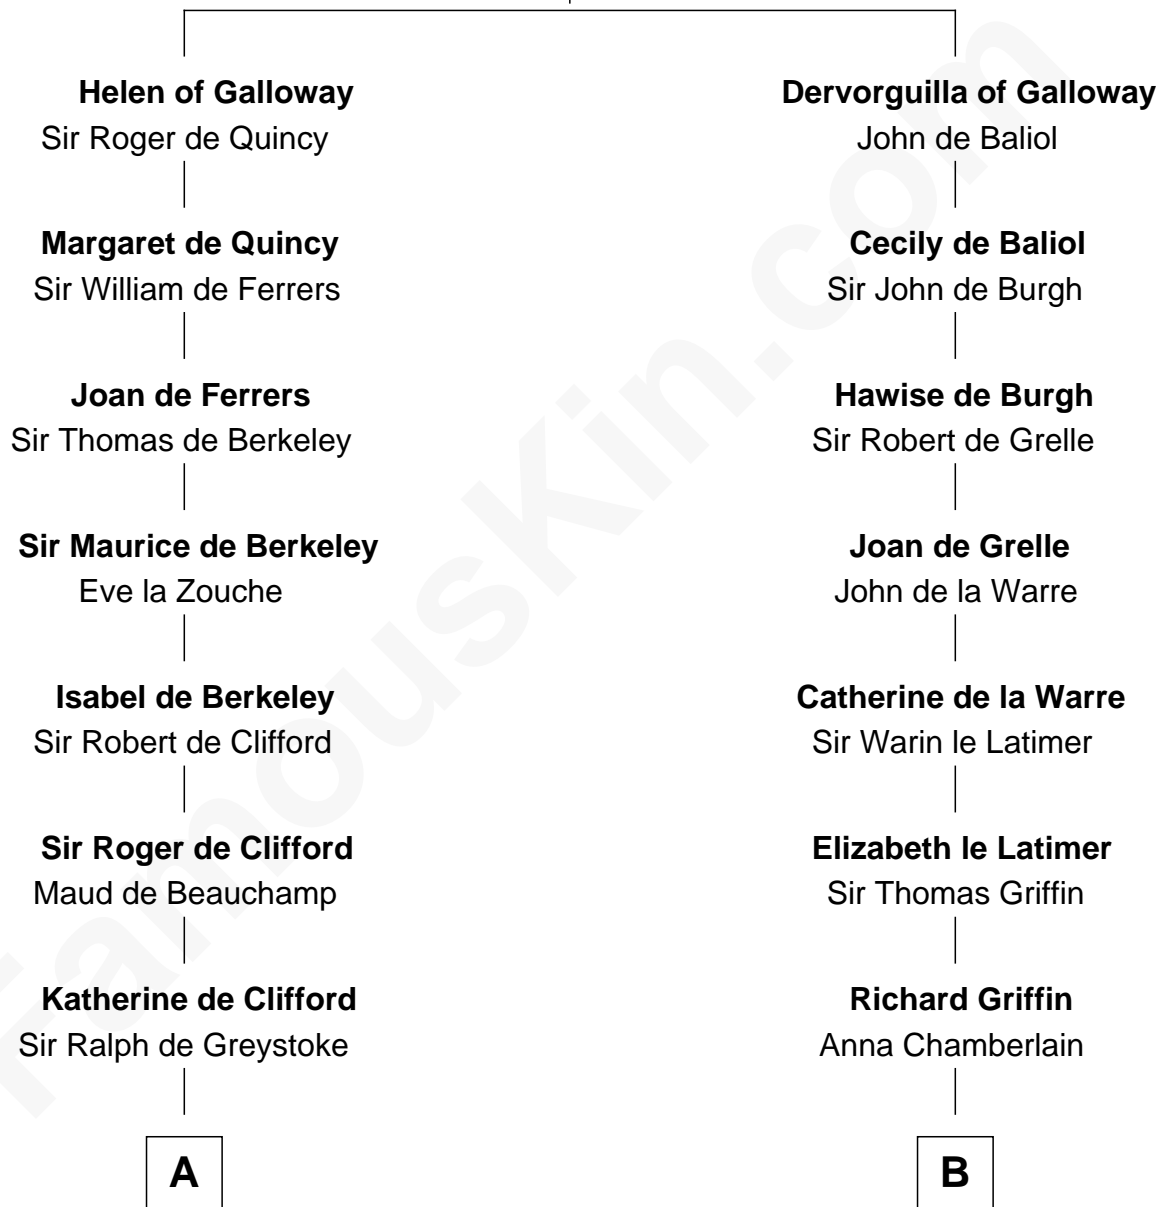 Helen of Galloway
Sir Roger de Quincy
Margaret de Quincy
Sir William de Ferrers
Joan de Ferrers
Sir Thomas de Berkeley
Sir Maurice de Berkeley
Eve la Zouche
Isabel de Berkeley
Sir Robert de Clifford
Sir Roger de Clifford
Maud de Beauchamp
Katherine de Clifford
Sir Ralph de Greystoke
A
Dervorguilla of Galloway
John de Baliol
Cecily de Baliol
Sir John de Burgh
Hawise de Burgh
Sir Robert de Grelle
Joan de Grelle
John de la Warre
Catherine de la Warre
Sir Warin le Latimer
Elizabeth le Latimer
Sir Thomas Griffin
Richard Griffin
Anna Chamberlain
B
FamousKin.com